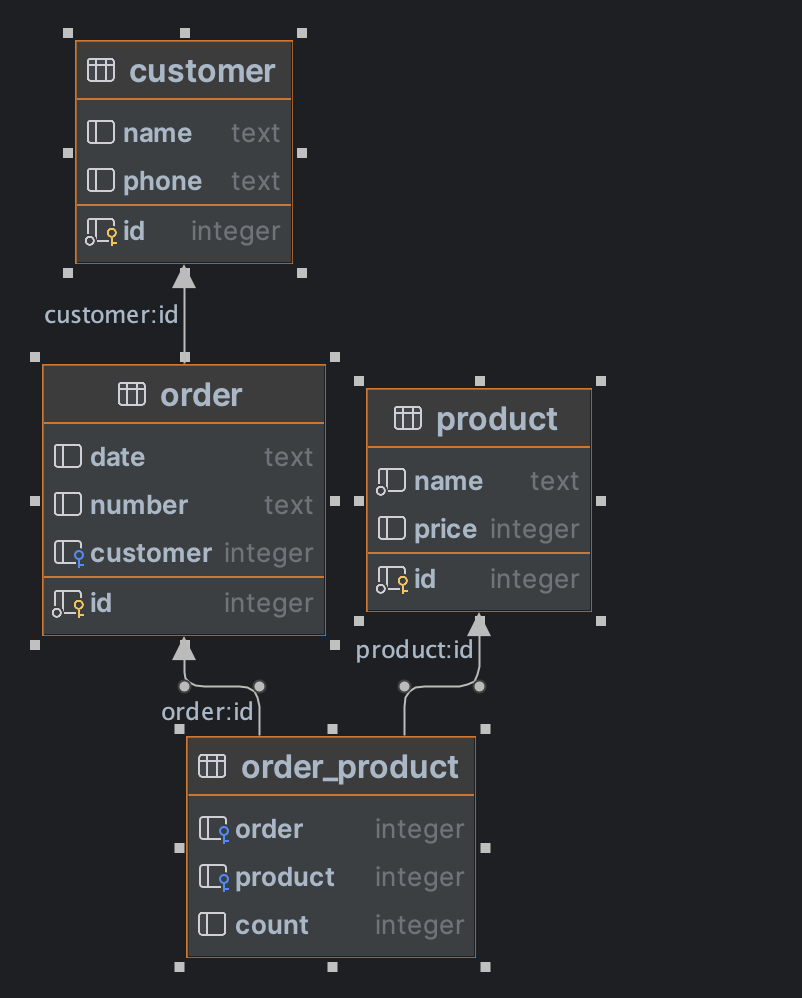 customer
name text
phone text
id integer
customer:id
order
date text
number text
customer integer
id integer
product
name text
price integer
id integer
product:id
order:id
order_product
order integer
product integer
count integer